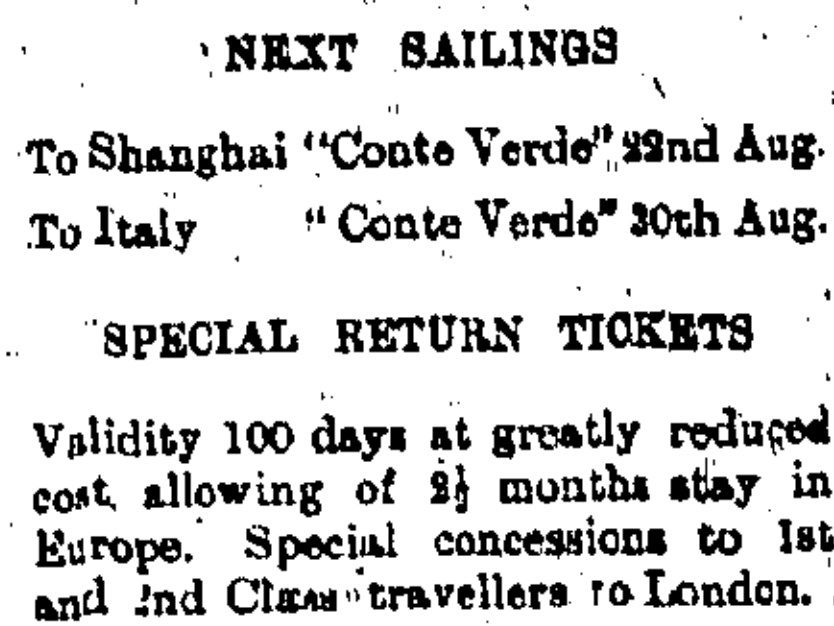 NEXT SAILINGS
To Shanghai "Conte Verde" 22nd Aug.
To Italy " Conte Verde" 30th Aug.
SPECIAL RETURN TICKETS
Validity 100 days at greatly reduced
cost allowing of 2½ months stay in
Europe. Special concessions to 1st
and 2nd Class travellers to London.